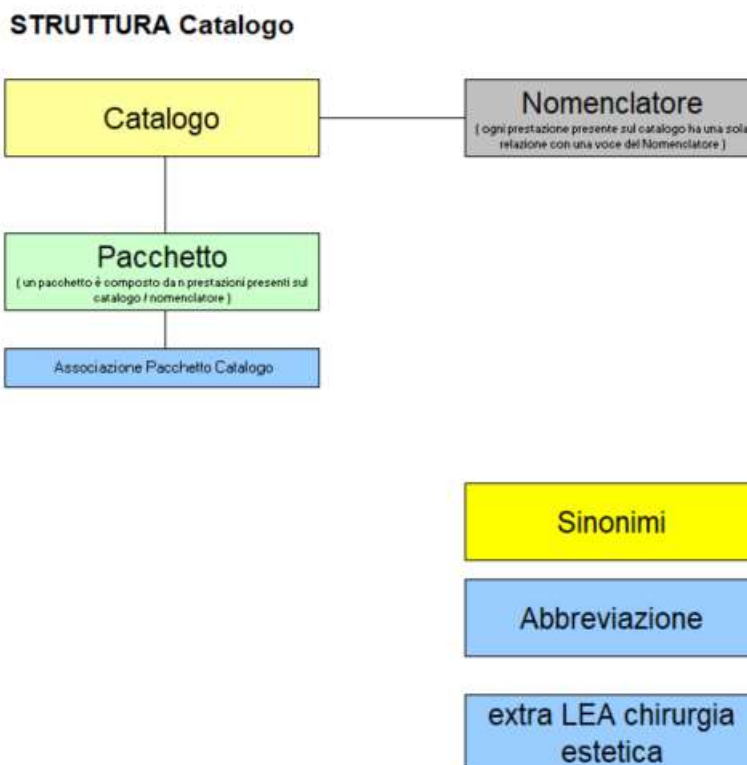 STRUTTURA Catalogo
Catalogo
Nomenclatore
( ogni prestazione presente sul catalogo ha una sola
relazione con una voce del Nomenclatore )
Pacchetto
( un pacchetto è composto da n prestazioni presenti sul
catalogo / nomenclatore )
Associazione Pacchetto Catalogo
Sinonimi
Abbreviazione
extra LEA chirurgia
estetica